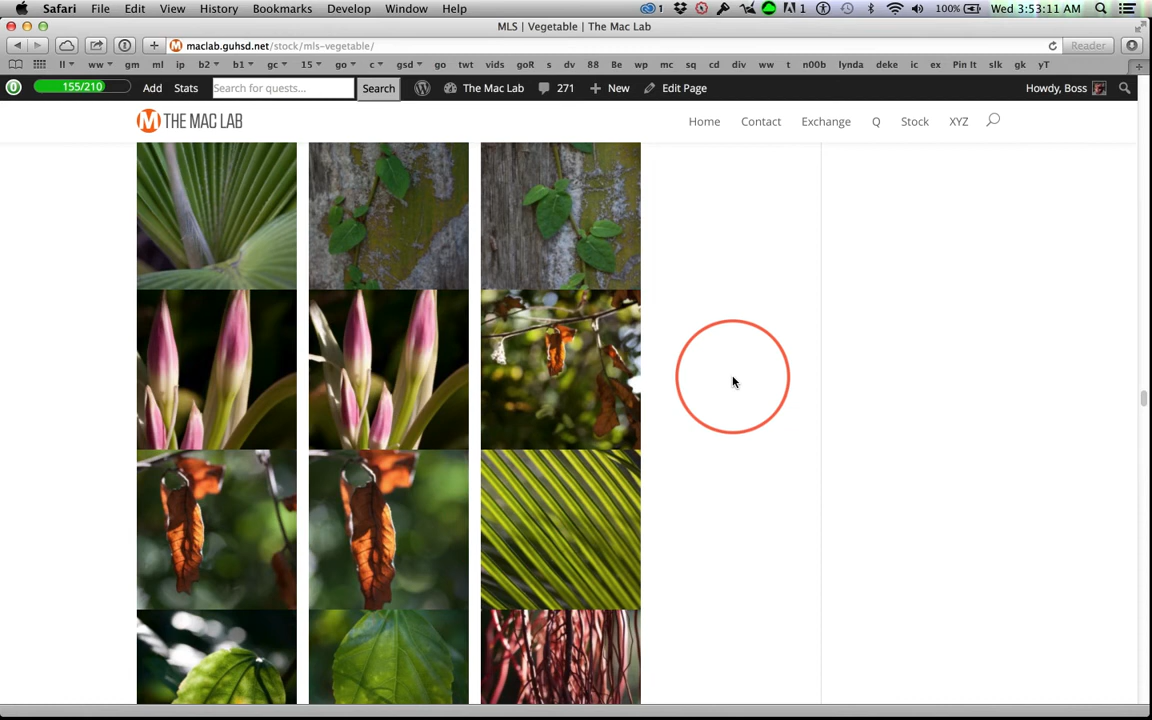 Safari File Edit View History Bookmarks Develop Window Help 1 1 100% Wed 3:53:11 AM
MLS | Vegetable | The Mac Lab
maclab.guhsd.net/stock/mls-vegetable/ Reader
ll ww gm ml ip b2 b1 gc 15 go c gsd go twt vids goR s dv 88 Be wp mc sq cd div ww t n00b lynda deke ic ex Pin It slk gk yT
0 155/210 Add Stats Search for quests... Search The Mac Lab 271 New Edit Page Howdy, Boss
M THE MAC LAB Home Contact Exchange Q Stock XYZ